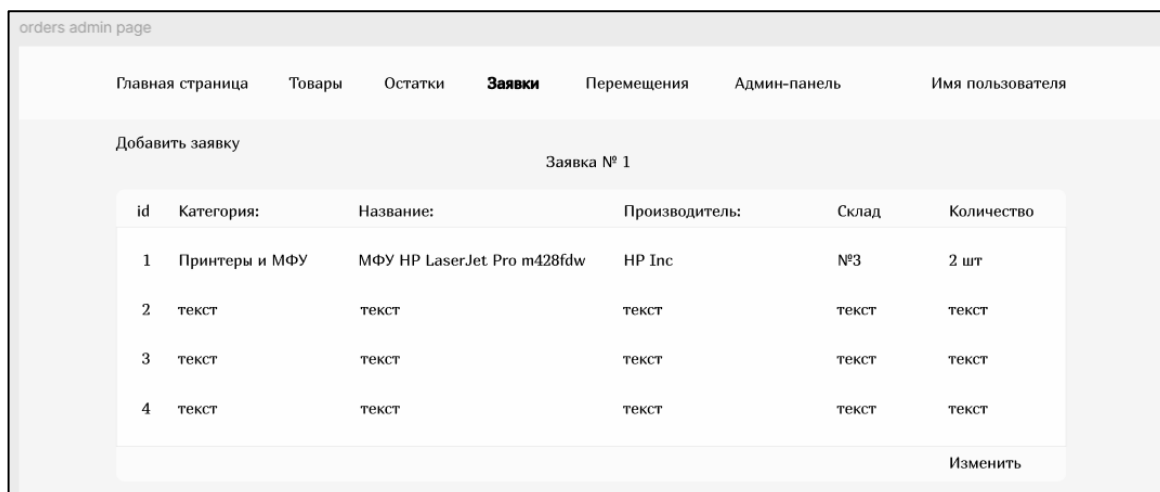 orders admin page
Главная страница Товары Остатки Заявки Перемещения Админ-панель Имя пользователя
Добавить заявку
Заявка № 1
id Категория: Название: Производитель: Склад Количество
1 Принтеры и МФУ МФУ HP LaserJet Pro m428fdw HP Inc №3 2 шт
2 текст текст текст текст текст
3 текст текст текст текст текст
4 текст текст текст текст текст
Изменить